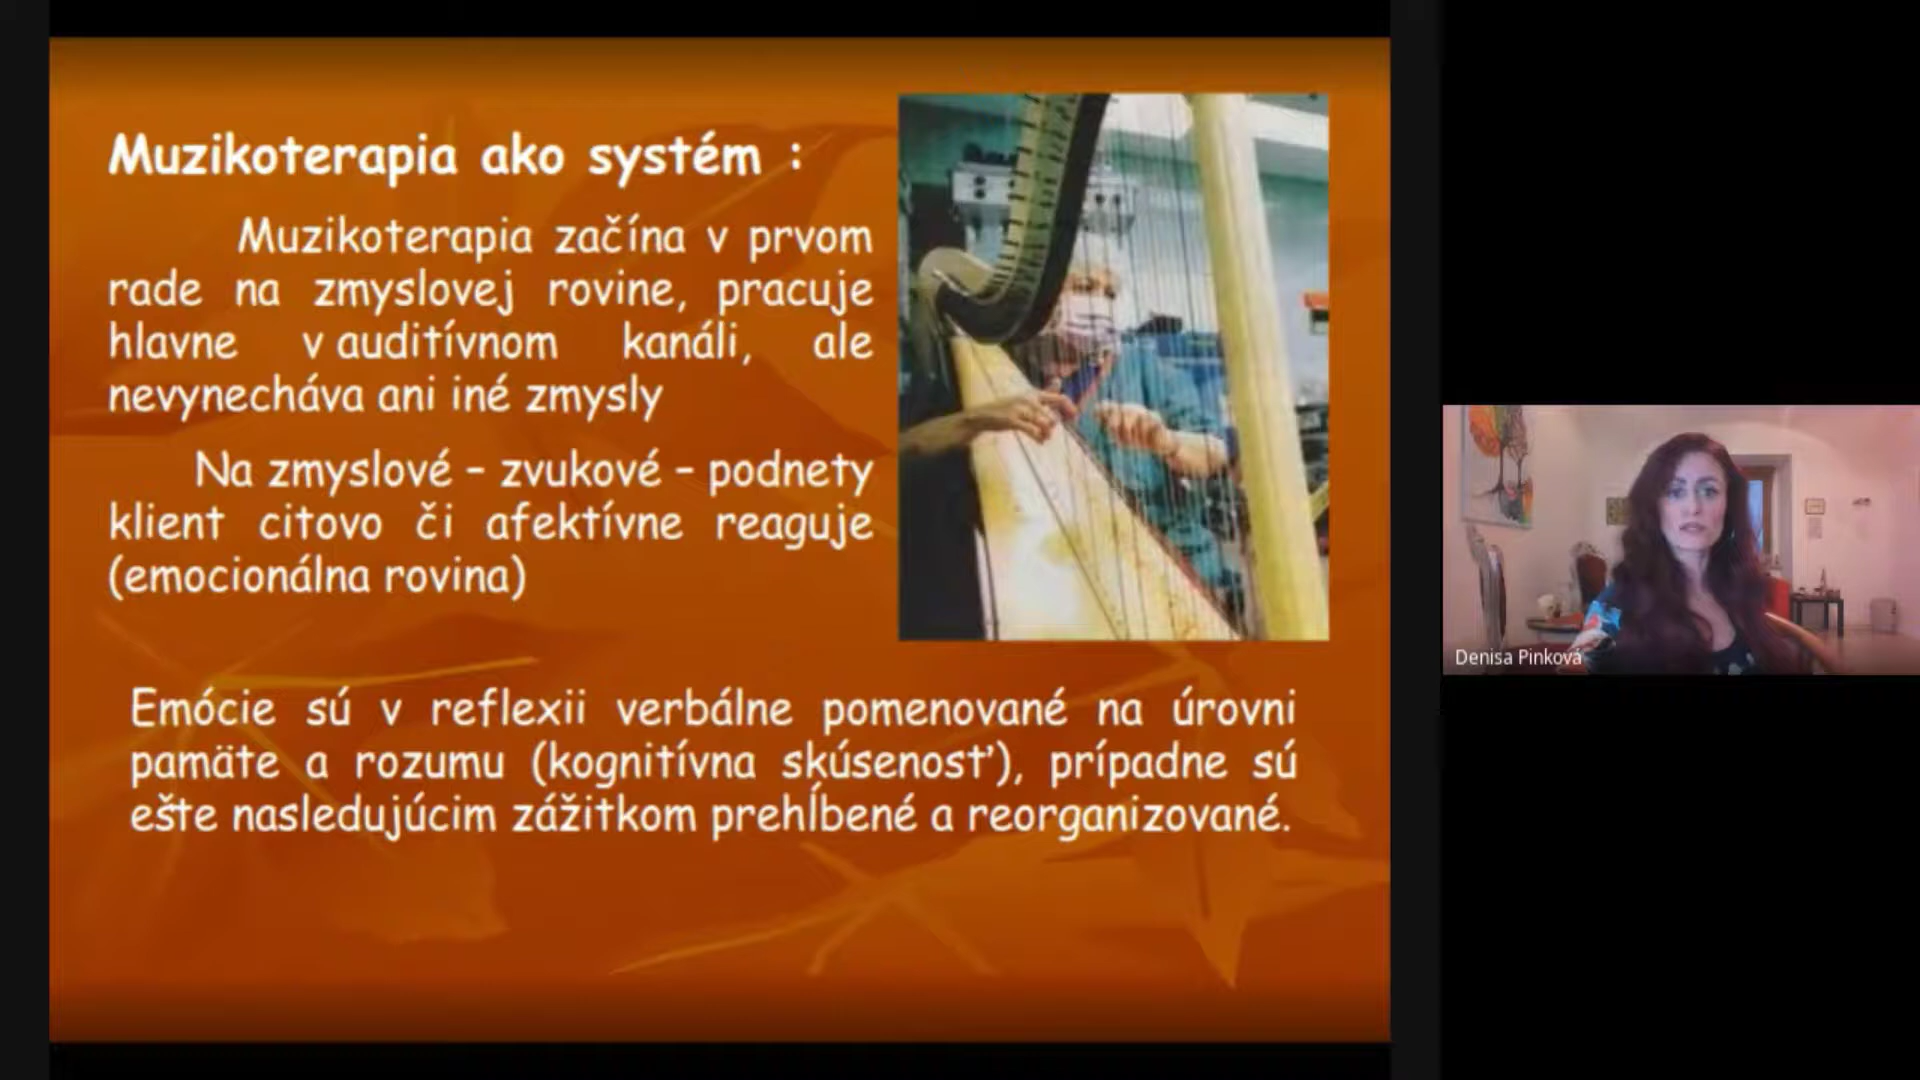 Muzikoterapia ako systém :
Muzikoterapia začína v prvom
rade na zmyslovej rovine, pracuje
hlavne v auditívnom kanáli, ale
nevynecháva ani iné zmysly
Na zmyslové – zvukové – podnety
klient citovo či afektívne reaguje
(emocionálna rovina)
Emócie sú v reflexii verbálne pomenované na úrovni
pamäte a rozumu (kognitívna skúsenosť), prípadne sú
ešte nasledujúcim zážitkom prehĺbené a reorganizované.
Denisa Pinková